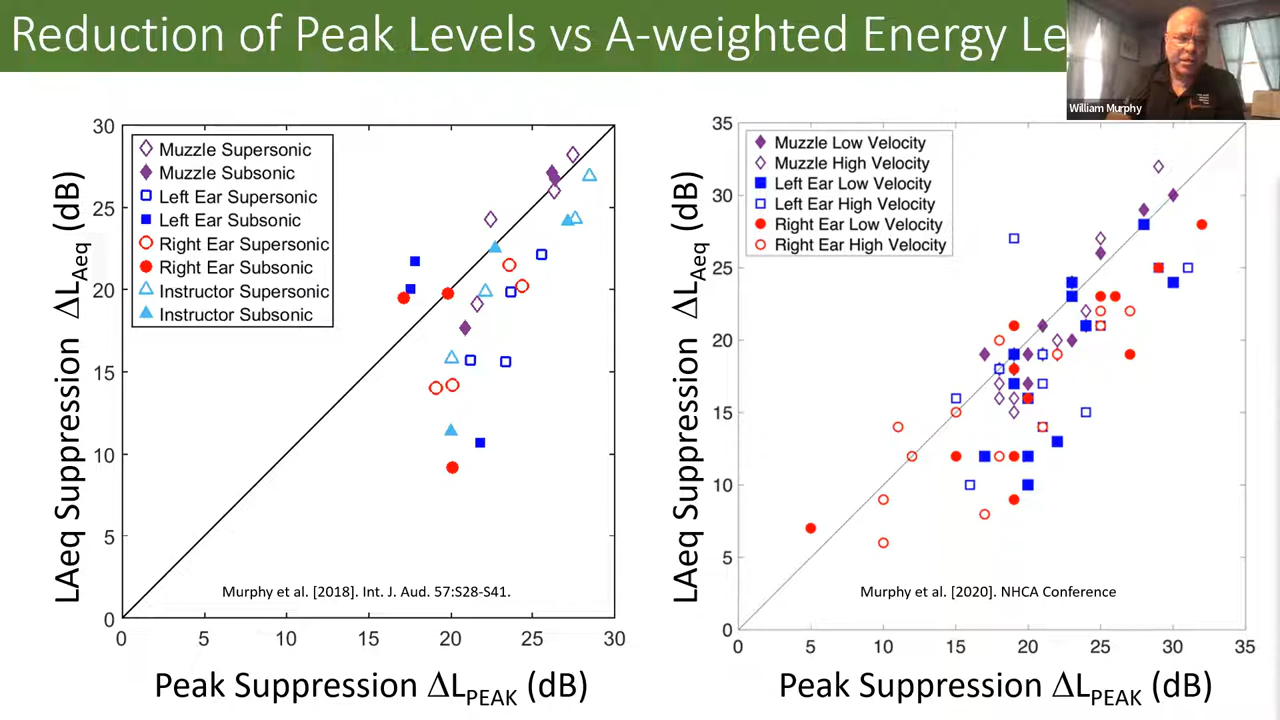 Reduction of Peak Levels vs A-weighted Energy Le
William Murphy
30
25
20
15
10
5
0
0
5
10
15
20
25
30
Muzzle Supersonic
Muzzle Subsonic
Left Ear Supersonic
Left Ear Subsonic
Right Ear Supersonic
Right Ear Subsonic
Instructor Supersonic
Instructor Subsonic
LAeq Suppression ΔLAeq (dB)
Murphy et al. [2018]. Int. J. Aud. 57:S28-S41.
Peak Suppression ΔLPEAK (dB)
35
30
25
20
15
10
5
0
0
5
10
15
20
25
30
35
Muzzle Low Velocity
Muzzle High Velocity
Left Ear Low Velocity
Left Ear High Velocity
Right Ear Low Velocity
Right Ear High Velocity
LAeq Suppression ΔLAeq (dB)
Murphy et al. [2020]. NHCA Conference
Peak Suppression ΔLPEAK (dB)